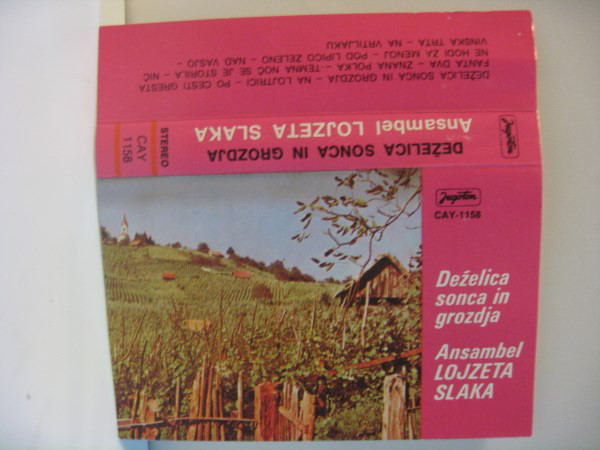 DEŽELICA SONCA IN GROZDJA – NA LOJTRICI – PO CESTI GRESTA
FANTA DVA – ZNANA POLKA – TEMNA NOČ SE JE STORILA – NIČ
NE HODI ZA MENOJ – POD LIPICO ZELENO – NAD VASJO –
VINSKA TRTA – NA VRTILJAKU
Jugoton
DEŽELICA SONCA IN GROZDJA
Ansambel LOJZETA SLAKA
STEREO
CAY
1158
Jugoton
CAY-1158
Deželica
sonca in
grozdja
Ansambel
LOJZETA
SLAKA